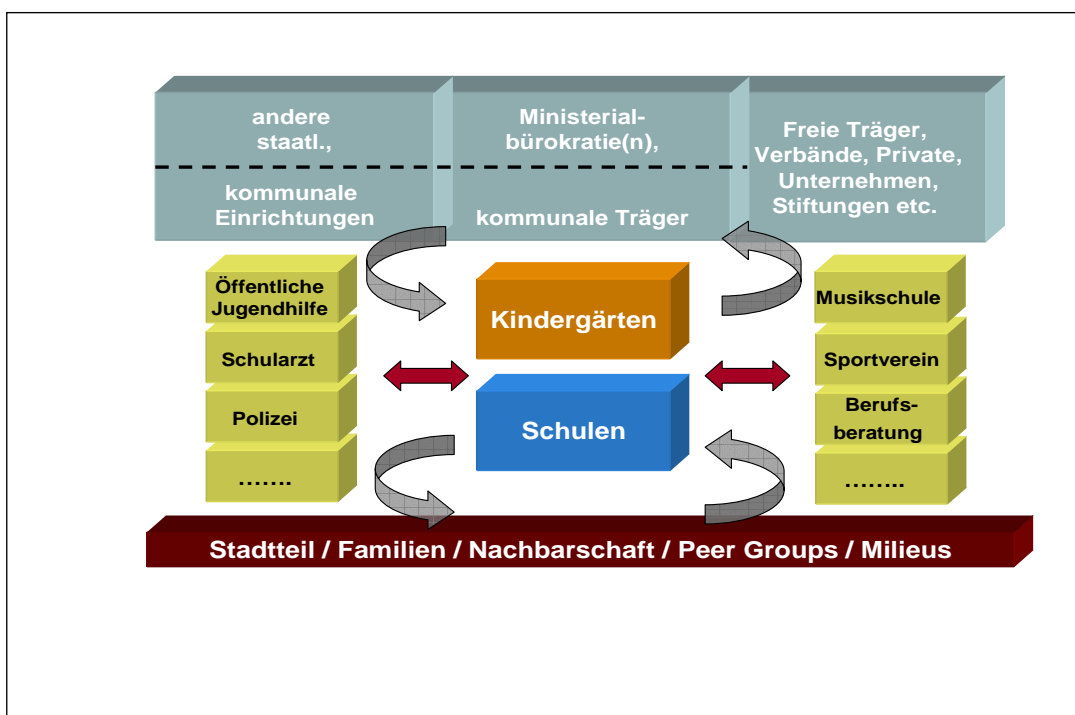 andere
staatl.,
kommunale
Einrichtungen
Ministerial-
bürokratie(n),
kommunale Träger
Freie Träger,
Verbände, Private,
Unternehmen,
Stiftungen etc.
Öffentliche
Jugendhilfe
Schularzt
Polizei
…….
Kindergärten
Schulen
Musikschule
Sportverein
Berufs-
beratung
……..
Stadtteil / Familien / Nachbarschaft / Peer Groups / Milieus